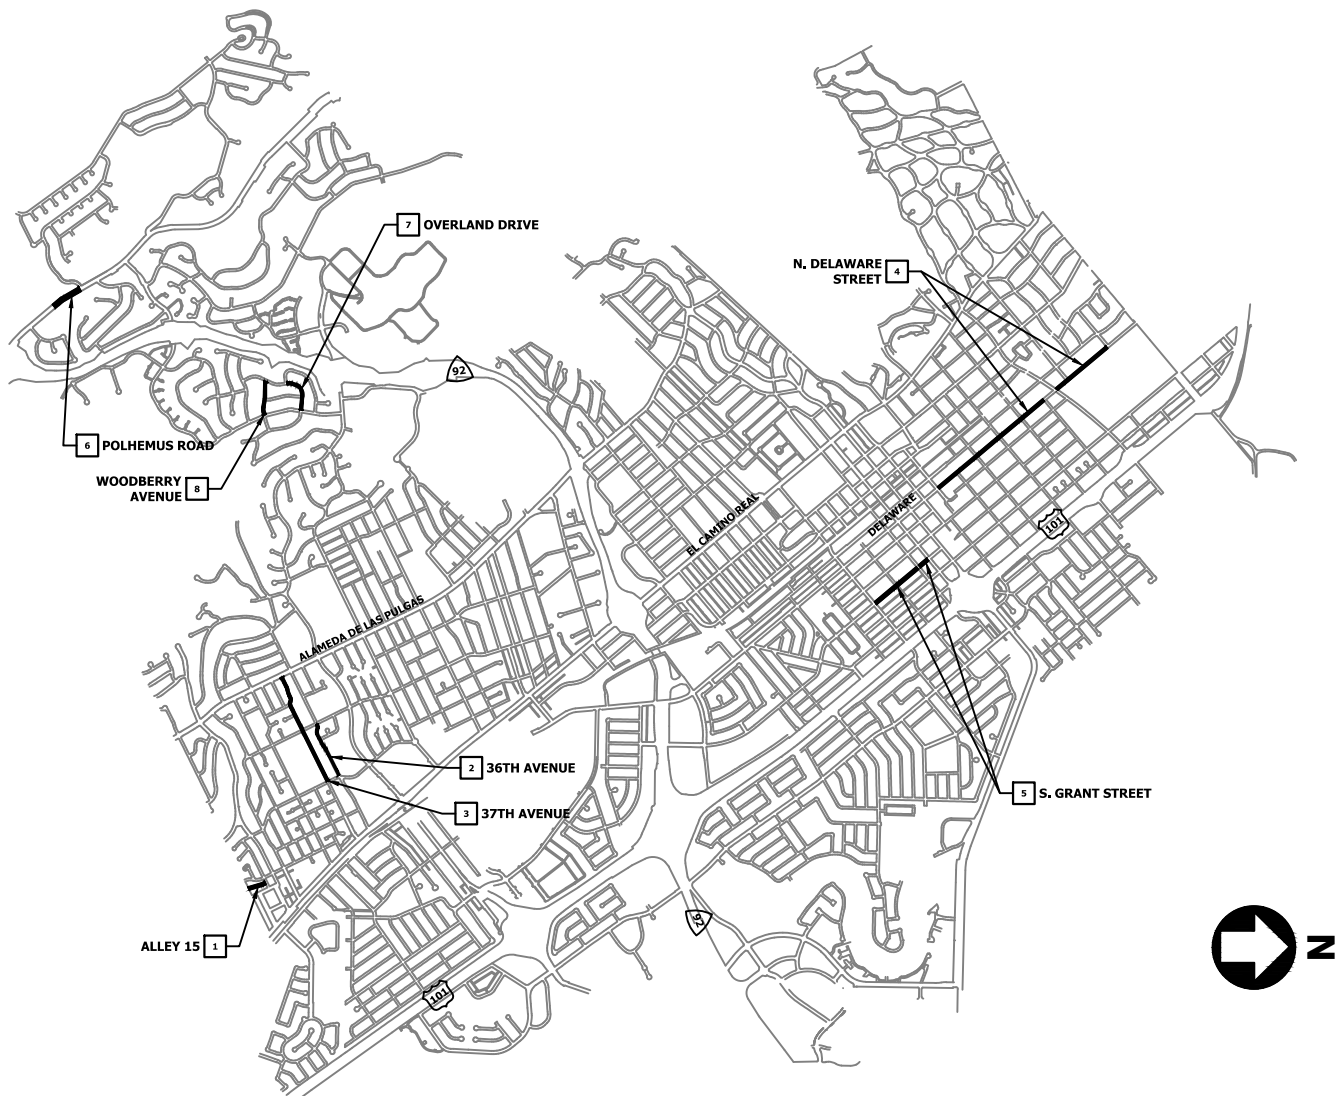 7 OVERLAND DRIVE
N. DELAWARE
STREET 4
92
6 POLHEMUS ROAD
WOODBERRY
AVENUE 8
EL CAMINO REAL
DELAWARE
101
ALAMEDA DE LAS PULGAS
2 36TH AVENUE
3 37TH AVENUE
5 S. GRANT STREET
92
ALLEY 15 1
101
N